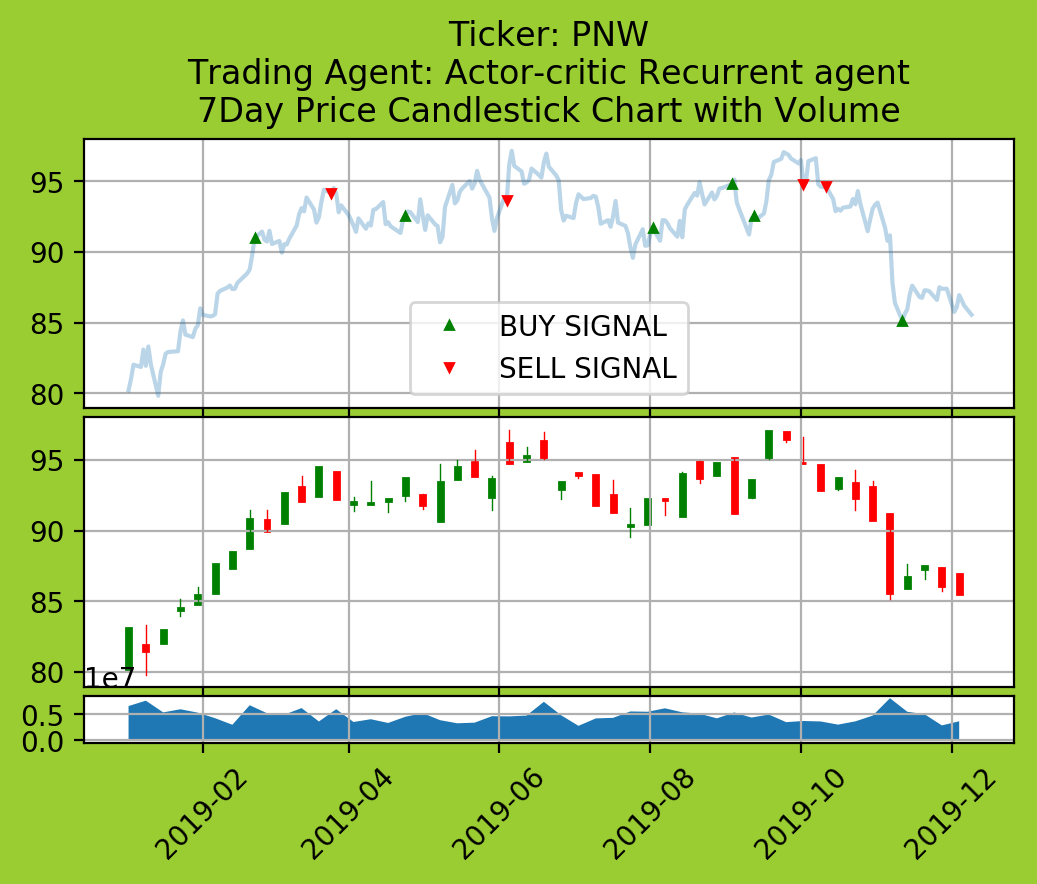 Ticker: PNW
Trading Agent: Actor-critic Recurrent agent
7Day Price Candlestick Chart with Volume
95
90
85
80
BUY SIGNAL
SELL SIGNAL
95
90
85
80
1e7
0.5
0.0
2019-02
2019-04
2019-06
2019-08
2019-10
2019-12